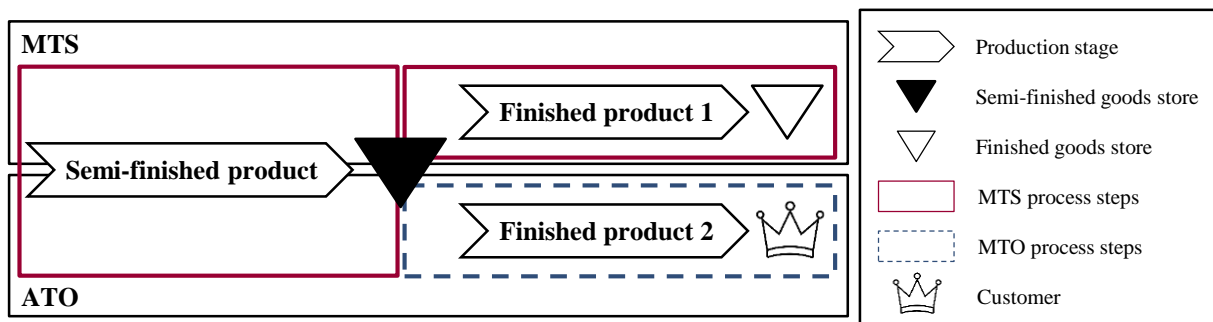 MTS
Finished product 1
Semi-finished product
Finished product 2
ATO
Production stage
Semi-finished goods store
Finished goods store
MTS process steps
MTO process steps
Customer